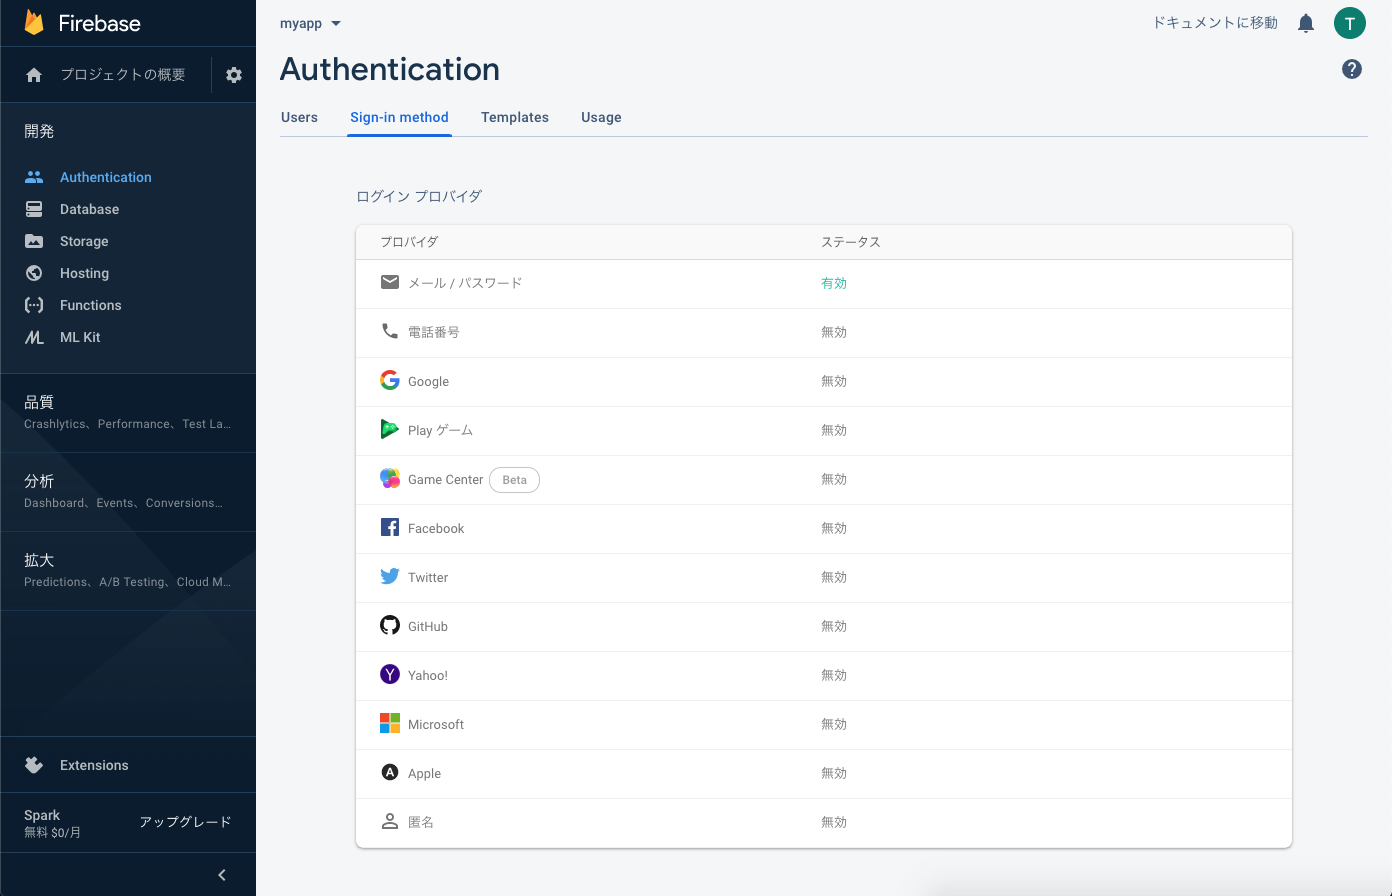 Firebase
プロジェクトの概要
開発
Authentication
Database
Storage
Hosting
Functions
ML Kit
品質
Crashlytics、Performance、Test La…
分析
Dashboard、Events、Conversions…
拡大
Predictions、A/B Testing、Cloud M…
Extensions
Spark
無料 $0/月
アップグレード
myapp
ドキュメントに移動
T
Authentication
?
Users Sign-in method Templates Usage
ログイン プロバイダ
プロバイダ ステータス
メール / パスワード 有効
電話番号 無効
Google 無効
Play ゲーム 無効
Game Center Beta 無効
Facebook 無効
Twitter 無効
GitHub 無効
Yahoo! 無効
Microsoft 無効
Apple 無効
匿名 無効